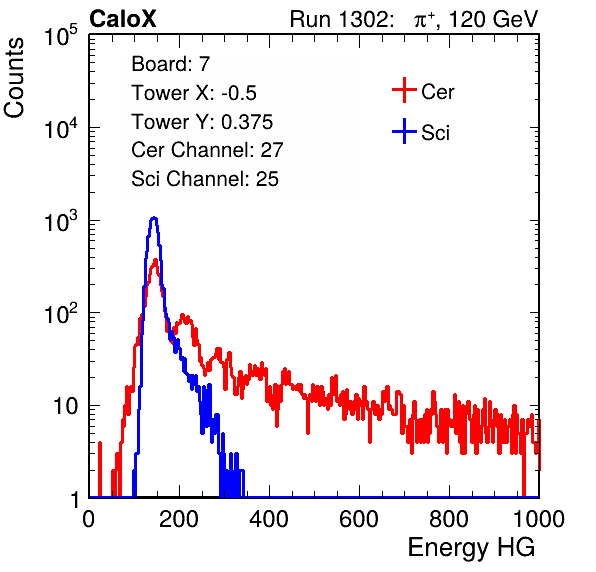 CaloX Run 1302: π⁺, 120 GeV
Counts
10⁵
10⁴
10³
10²
10
1
Board: 7
Tower X: -0.5
Tower Y: 0.375
Cer Channel: 27
Sci Channel: 25
Cer
Sci
0 200 400 600 800 1000
Energy HG